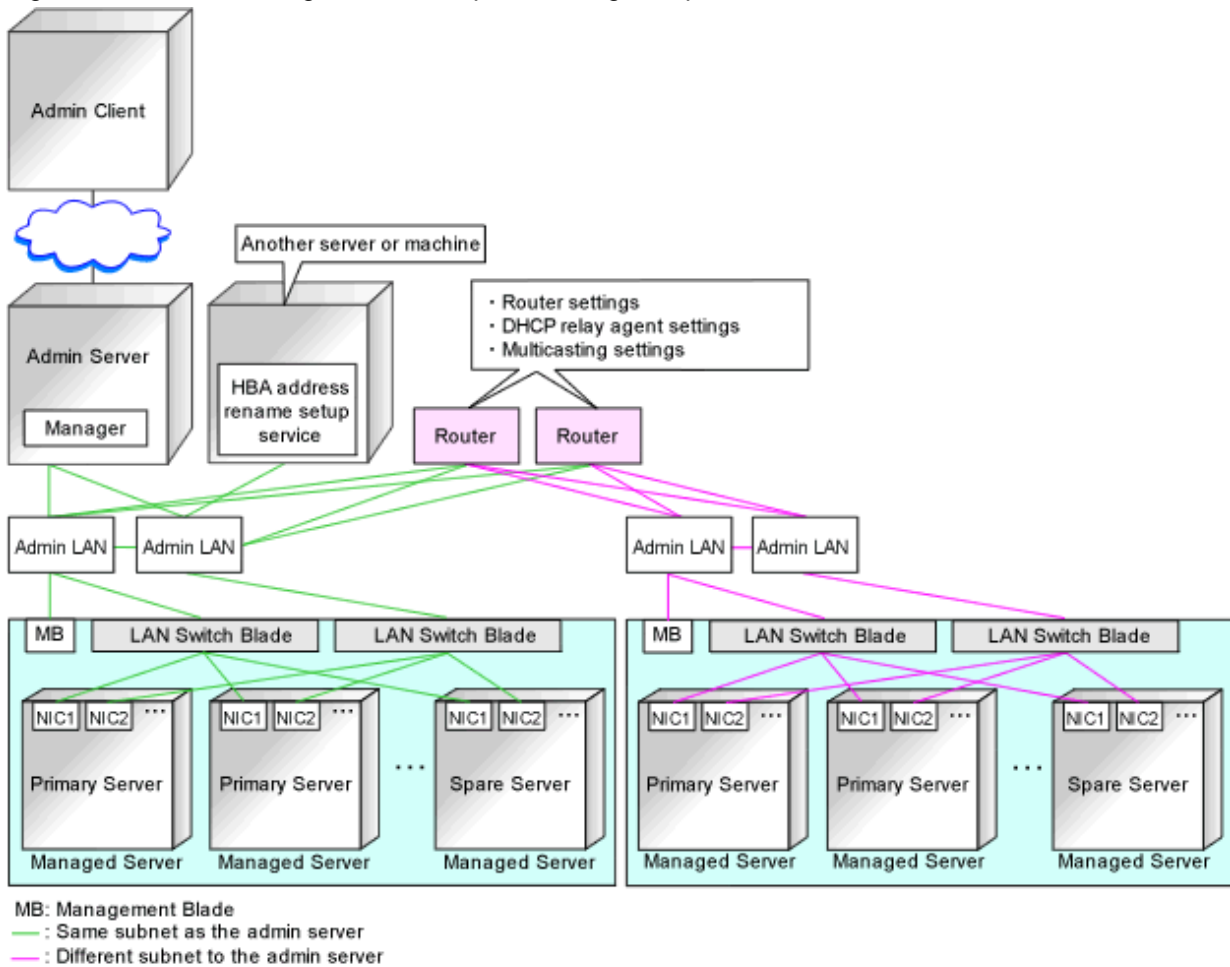 Admin Client
Another server or machine
・Router settings
・DHCP relay agent settings
・Multicasting settings
Admin Server
Manager
HBA address
rename setup
service
Router
Router
Admin LAN
Admin LAN
Admin LAN
Admin LAN
MB
LAN Switch Blade
LAN Switch Blade
MB
LAN Switch Blade
LAN Switch Blade
NIC1
NIC2
...
NIC1
NIC2
...
NIC1
NIC2
...
NIC1
NIC2
...
NIC1
NIC2
...
NIC1
NIC2
...
Primary Server
Primary Server
...
Spare Server
Primary Server
Primary Server
...
Spare Server
Managed Server
Managed Server
Managed Server
Managed Server
Managed Server
Managed Server
MB: Management Blade
: Same subnet as the admin server
: Different subnet to the admin server